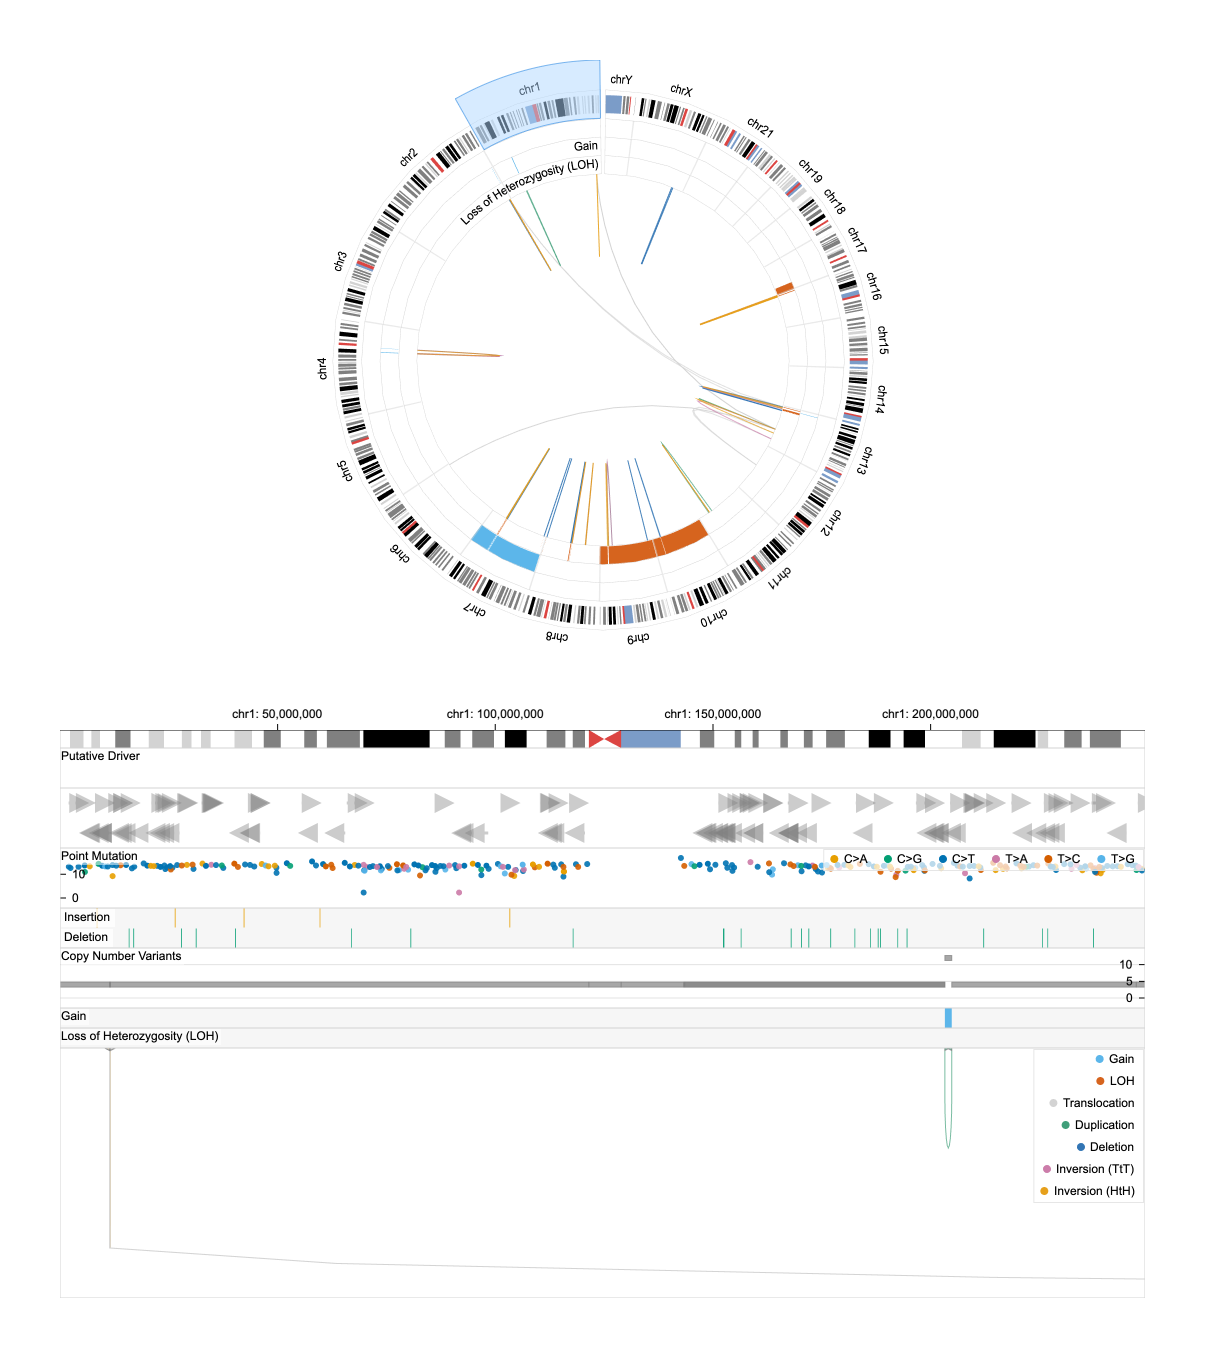 chr1
chrY
chrX
chr21
chr19
chr18
chr17
chr16
chr15
chr14
chr13
chr12
chr11
chr10
chr9
chr8
chr7
chr6
chr5
chr4
chr3
chr2
Gain
Loss of Heterozygosity (LOH)
chr1: 50,000,000
chr1: 100,000,000
chr1: 150,000,000
chr1: 200,000,000
Putative Driver
Point Mutation
C>A C>G C>T T>A T>C T>G
10
0
Insertion
Deletion
Copy Number Variants
10
5
0
Gain
Loss of Heterozygosity (LOH)
Gain
LOH
Translocation
Duplication
Deletion
Inversion (TtT)
Inversion (HtH)